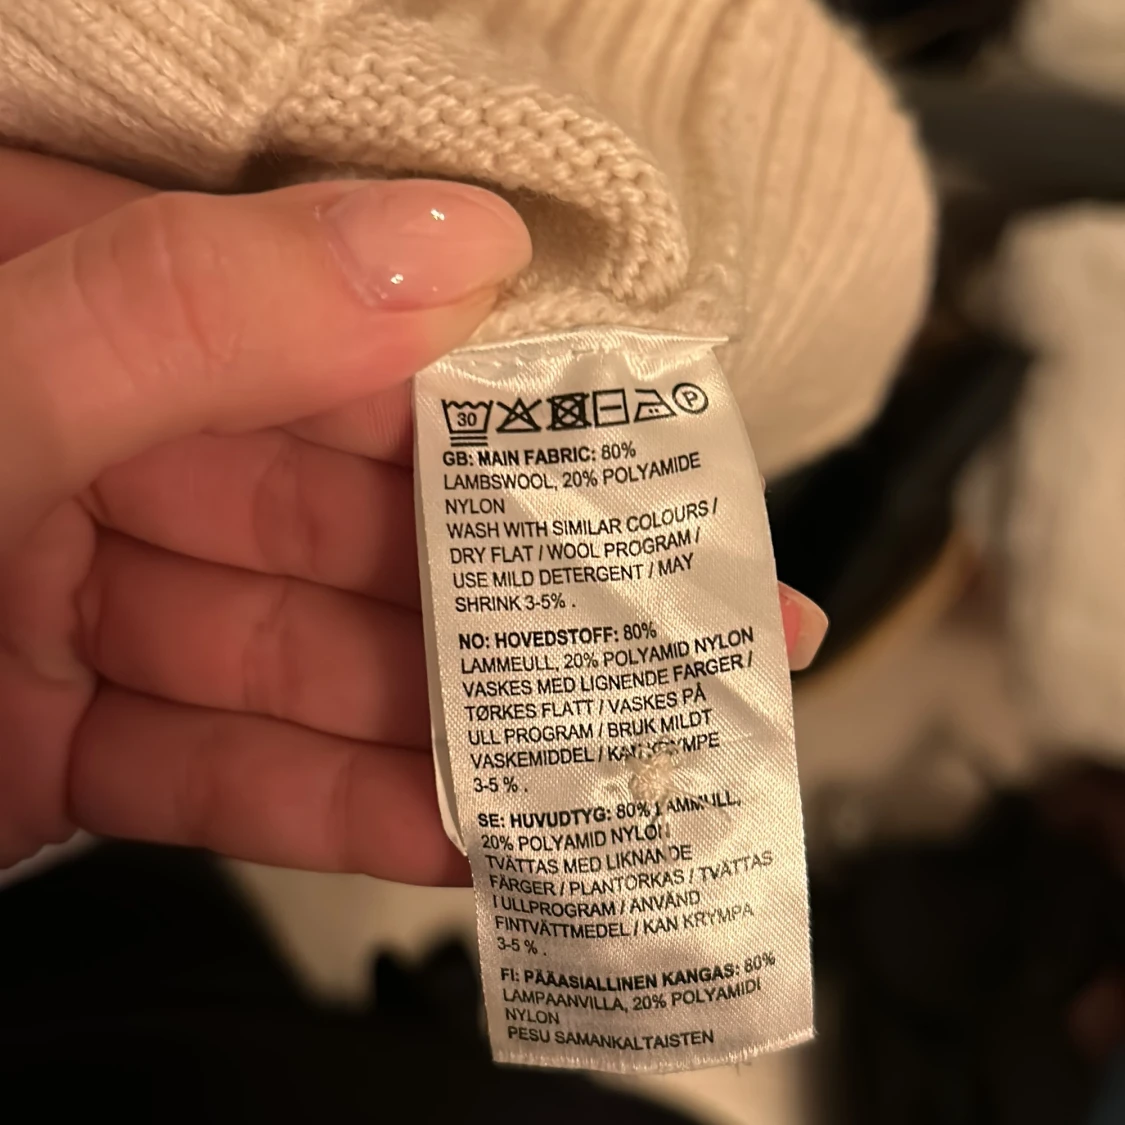 30 P
GB: MAIN FABRIC: 80%
LAMBSWOOL, 20% POLYAMIDE
NYLON
WASH WITH SIMILAR COLOURS /
DRY FLAT / WOOL PROGRAM /
USE MILD DETERGENT / MAY
SHRINK 3-5% .
NO: HOVEDSTOFF: 80%
LAMMEULL, 20% POLYAMID NYLON
VASKES MED LIGNENDE FARGER /
TØRKES FLATT / VASKES PÅ
ULL PROGRAM / BRUK MILDT
VASKEMIDDEL / KAN KRYMPE
3-5 % .
SE: HUVUDTYG: 80% LAMMULL,
20% POLYAMID NYLON
TVÄTTAS MED LIKNANDE
FÄRGER / PLANTORKAS / TVÄTTAS
I ULLPROGRAM / ANVÄND
FINTVÄTTMEDEL / KAN KRYMPA
3-5 % .
FI: PÄÄASIALLINEN KANGAS: 80%
LAMPAANVILLA, 20% POLYAMIDI
NYLON
PESU SAMANKALTAISTEN